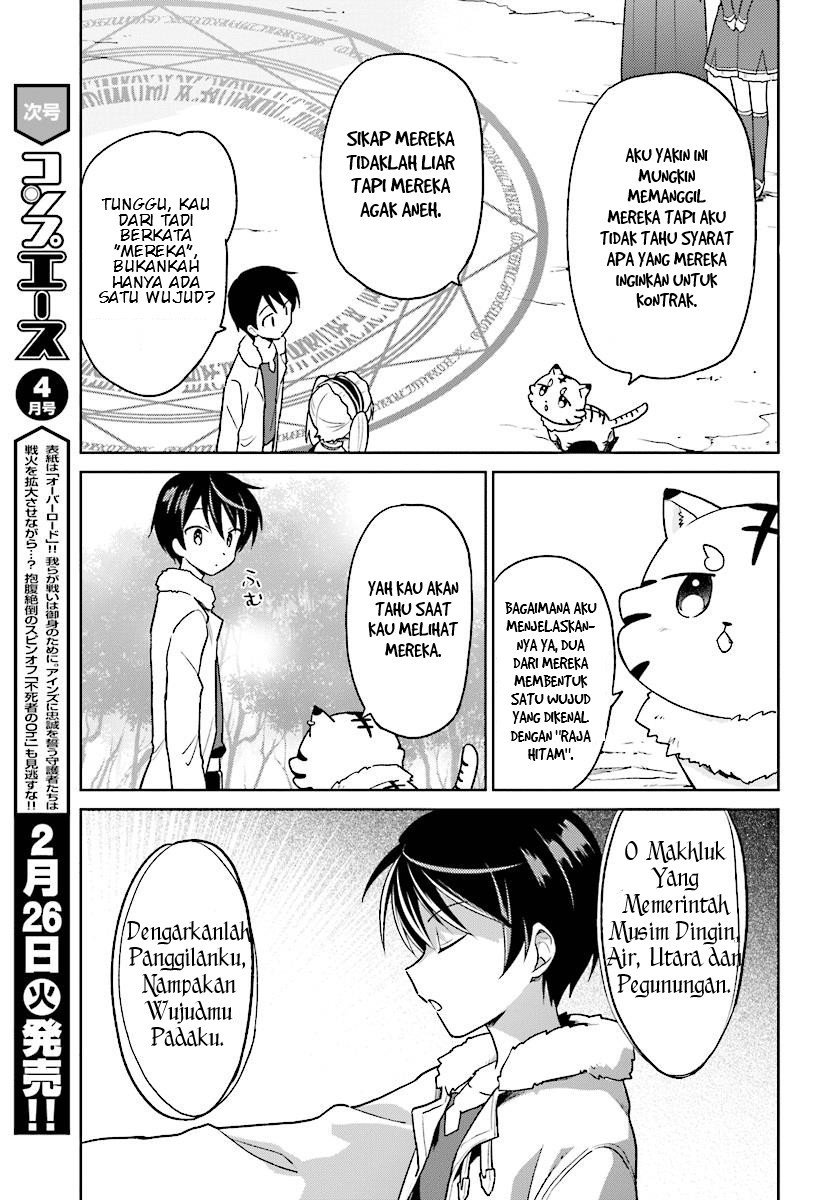 AKU YAKIN INI
MUNGKIN
MEMANGGIL
MEREKA TAPI AKU
TIDAK TAHU SYARAT
APA YANG MEREKA
INGINKAN UNTUK
KONTRAK.
SIKAP MEREKA
TIDAKLAH LIAR
TAPI MEREKA
AGAK ANEH.
TUNGGU, KAU
DARI TADI
BERKATA
"MEREKA",
BUKANKAH
HANYA ADA
SATU WUJUD?
BAGAIMANA AKU
MENJELASKAN-
NYA YA, DUA
DARI MEREKA
MEMBENTUK
SATU WUJUD
YANG DIKENAL
DENGAN "RAJA
HITAM".
YAH KAU AKAN
TAHU SAAT
KAU MELIHAT
MEREKA.
ふむ
O Makhluk
Yang
Memerintah
Musim Dingin,
Air, Utara dan
Pegunungan.
Dengarkanlah
Panggilanku,
Nampakan
Wujudmu
Padaku.
次号
コンプエース
4
月号
表紙は「オーバーロード」!! 我らが戦いは御身のために。アインズに忠誠を誓う守護者たちは
戦火を拡大させながら…? 抱腹絶倒のスピンオフ「不死者のOh!」も見逃すな!!
2月26日㊋発売!!